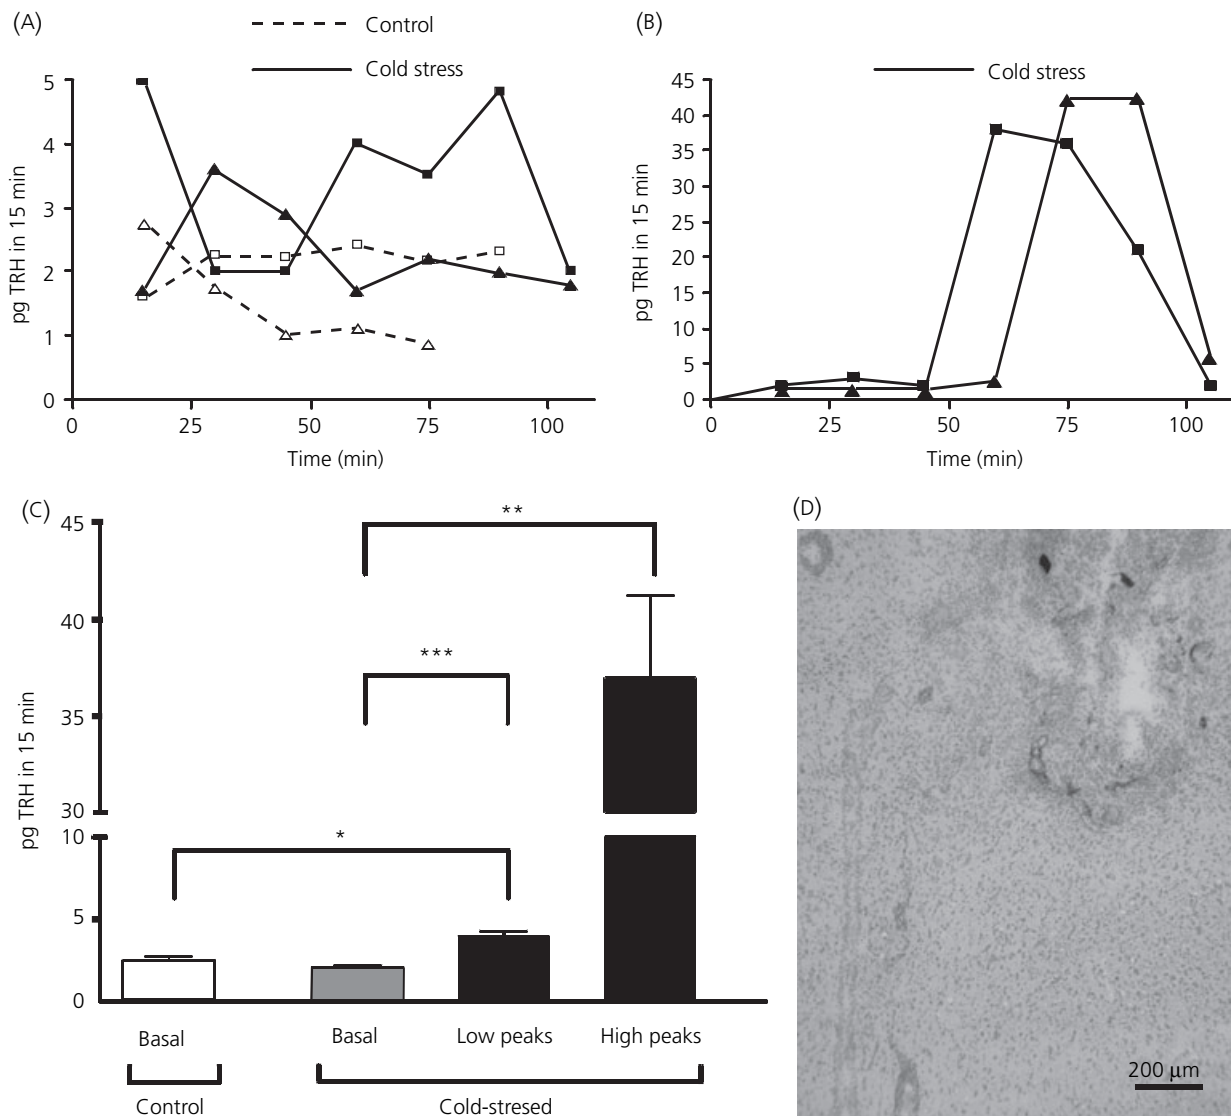 (A)
Control
Cold stress
5
4
3
2
1
0
pg TRH in 15 min
0 25 50 75 100
Time (min)
(B)
Cold stress
45
40
35
30
25
20
15
10
5
0
pg TRH in 15 min
0 25 50 75 100
Time (min)
(C)
45
40
35
30
10
5
0
pg TRH in 15 min
**
***
*
Basal Basal Low peaks High peaks
Control Cold-stresed
(D)
200 μm